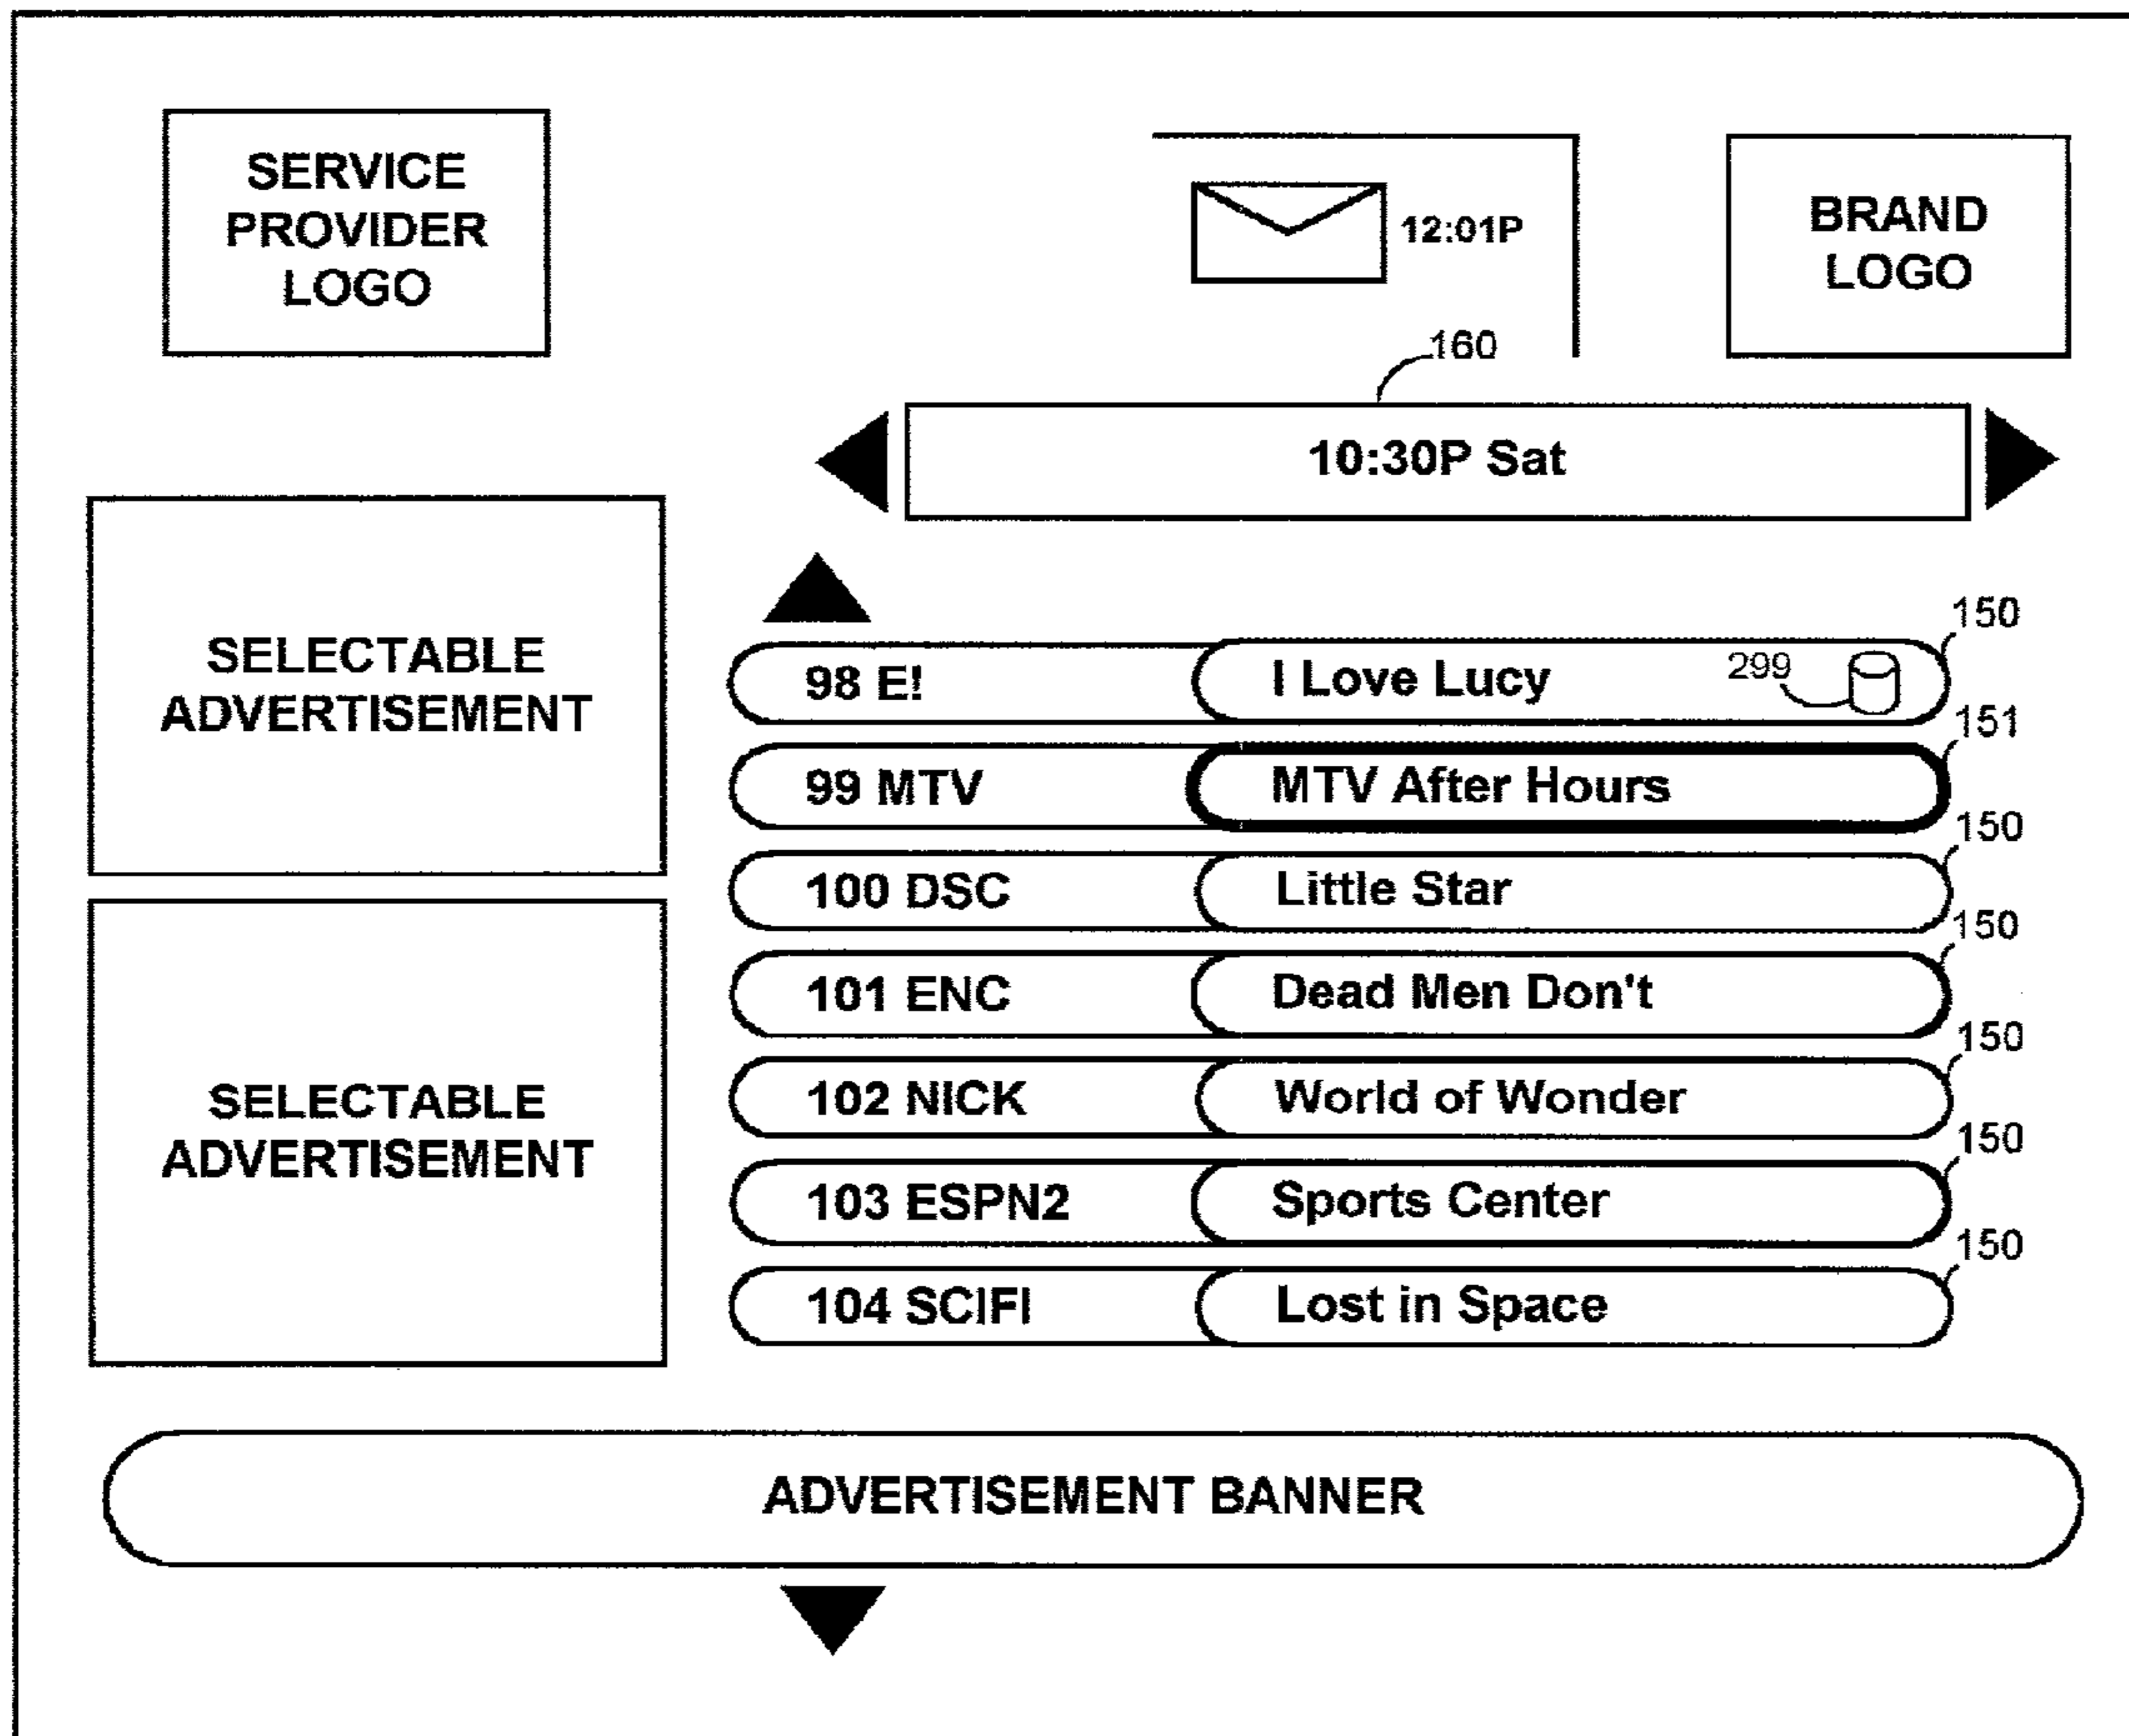 SERVICE
PROVIDER
LOGO
12:01P
BRAND
LOGO
160
10:30P Sat
SELECTABLE
ADVERTISEMENT
SELECTABLE
ADVERTISEMENT
150
98 E! I Love Lucy 299
151
99 MTV MTV After Hours
150
100 DSC Little Star
150
101 ENC Dead Men Don't
150
102 NICK World of Wonder
150
103 ESPN2 Sports Center
150
104 SCIFI Lost in Space
ADVERTISEMENT BANNER